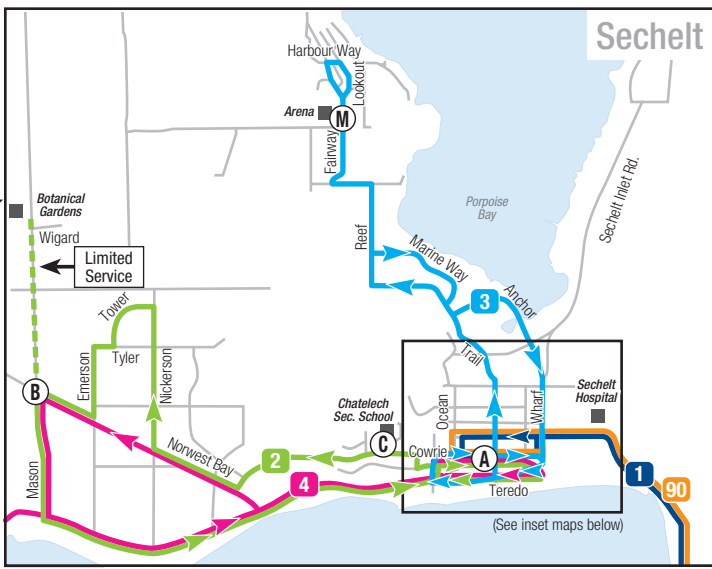 Sechelt
Harbour Way
Lookout
Arena
M
Fairway
Sechelt Inlet Rd.
Botanical
Gardens
Porpoise
Bay
Wigard
Reef
Marine Way
Limited
Service
Anchor
3
Tower
Trail
Tyler
Emerson
Nickerson
B
Chatelech
Sec. School
Ocean
Wharf
Sechelt
Hospital
C
Cowrie
A
Norwest Bay
2
Mason
4
Teredo
1
90
(See inset maps below)